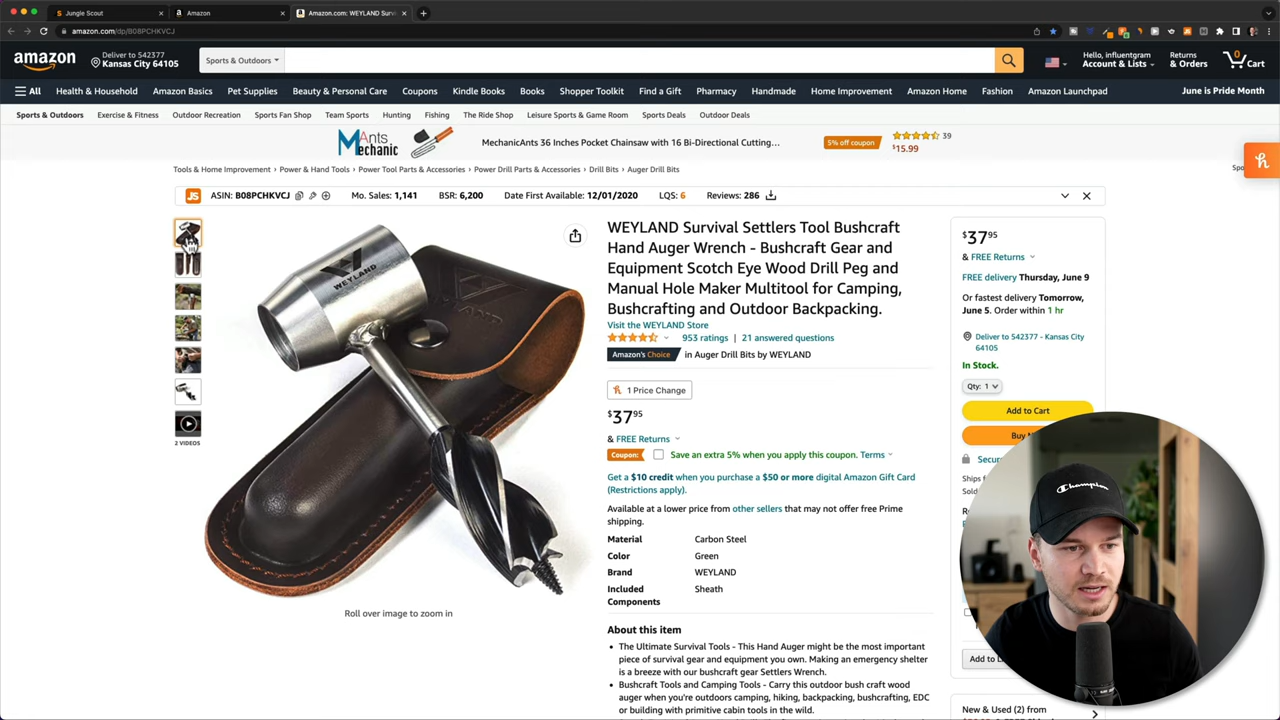 Jungle Scout
Amazon
Amazon.com: WEYLAND Surviv
amazon.com/dp/B08PCHKVCJ
amazon
Deliver to 542377
Kansas City 64105
Sports & Outdoors
Hello, influentgram
Account & Lists
Returns
& Orders
0
Cart
All
Health & Household
Amazon Basics
Pet Supplies
Beauty & Personal Care
Coupons
Kindle Books
Books
Shopper Toolkit
Find a Gift
Pharmacy
Handmade
Home Improvement
Amazon Home
Fashion
Amazon Launchpad
June is Pride Month
Sports & Outdoors
Exercise & Fitness
Outdoor Recreation
Sports Fan Shop
Team Sports
Hunting
Fishing
The Ride Shop
Leisure Sports & Game Room
Sports Deals
Outdoor Deals
MAnts
Mechanic
MechanicAnts 36 Inches Pocket Chainsaw with 16 Bi-Directional Cutting...
5% off coupon
39
$15.99
Tools & Home Improvement › Power & Hand Tools › Power Tool Parts & Accessories › Power Drill Parts & Accessories › Drill Bits › Auger Drill Bits
Spo
JS
ASIN: B08PCHKVCJ
Mo. Sales: 1,141
BSR: 6,200
Date First Available: 12/01/2020
LQS: 6
Reviews: 286
WEYLAND
2 VIDEOS
Roll over image to zoom in
WEYLAND Survival Settlers Tool Bushcraft
Hand Auger Wrench - Bushcraft Gear and
Equipment Scotch Eye Wood Drill Peg and
Manual Hole Maker Multitool for Camping,
Bushcrafting and Outdoor Backpacking.
Visit the WEYLAND Store
953 ratings | 21 answered questions
Amazon's Choice in Auger Drill Bits by WEYLAND
1 Price Change
$37 95
& FREE Returns
Coupon: Save an extra 5% when you apply this coupon. Terms
Get a $10 credit when you purchase a $50 or more digital Amazon Gift Card
(Restrictions apply).
Available at a lower price from other sellers that may not offer free Prime
shipping.
Material Carbon Steel
Color Green
Brand WEYLAND
Included Sheath
Components
About this item
• The Ultimate Survival Tools - This Hand Auger might be the most important
piece of survival gear and equipment you own. Making an emergency shelter
is a breeze with our bushcraft gear Settlers Wrench.
• Bushcraft Tools and Camping Tools - Carry this outdoor bush craft wood
auger when you're outdoors camping, hiking, backpacking, bushcrafting, EDC
or building with primitive cabin tools in the wild.
$37 95
& FREE Returns
FREE delivery Thursday, June 9
Or fastest delivery Tomorrow,
June 5. Order within 1 hr
Deliver to 542377 - Kansas City
64105
In Stock.
Qty: 1
Add to Cart
Buy
Secu
Ships f
Sold
Add to L
New & Used (2) from
Champion